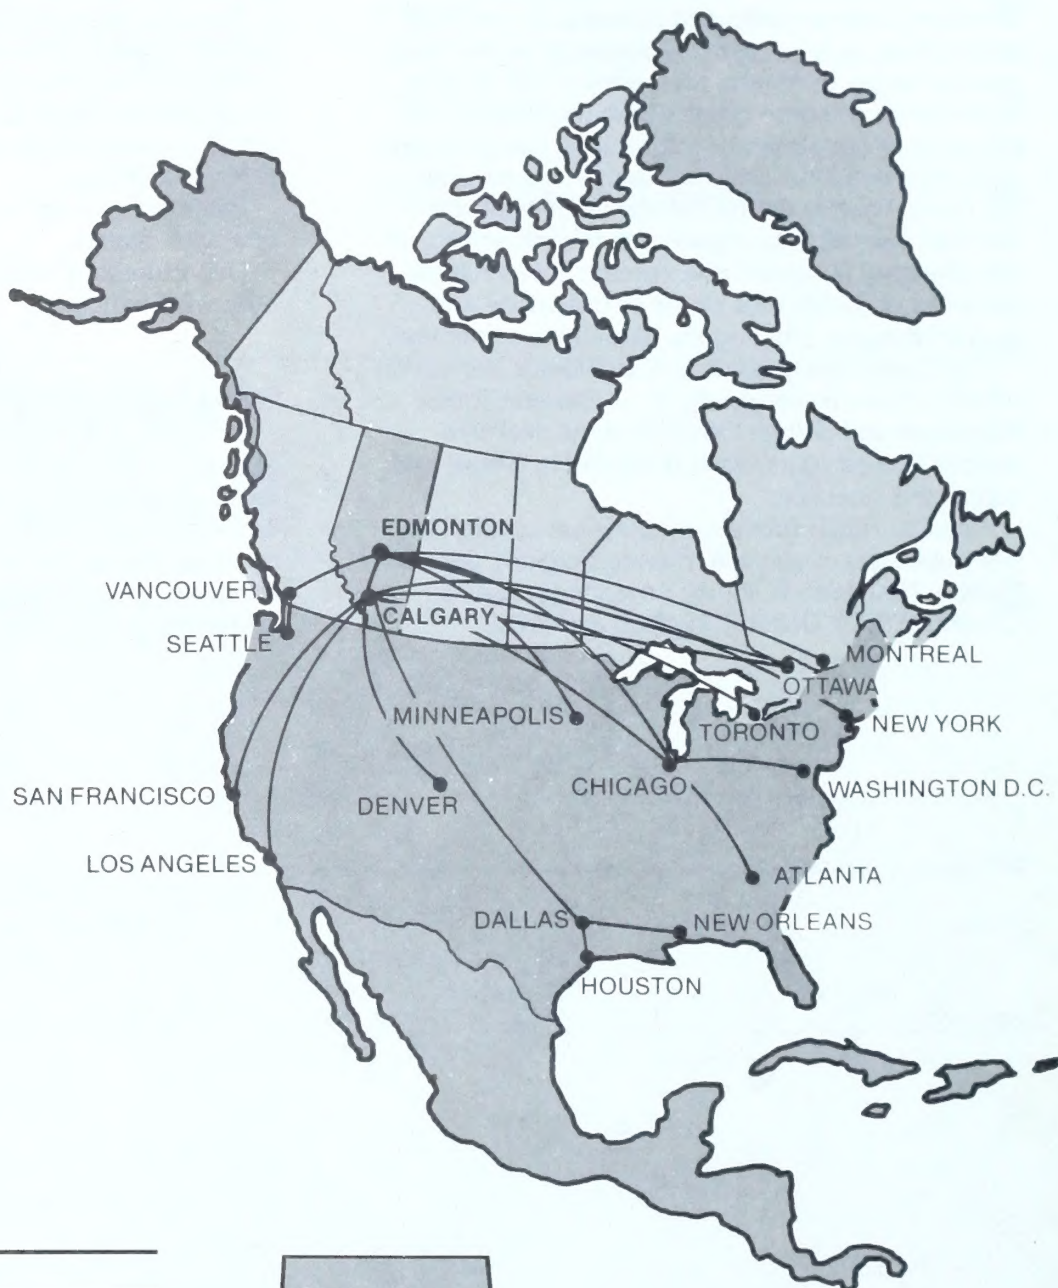 EDMONTON
VANCOUVER
CALGARY
SEATTLE
MONTREAL
OTTAWA
MINNEAPOLIS
TORONTO
NEW YORK
SAN FRANCISCO
DENVER
CHICAGO
WASHINGTON D.C.
LOS ANGELES
ATLANTA
DALLAS
NEW ORLEANS
HOUSTON